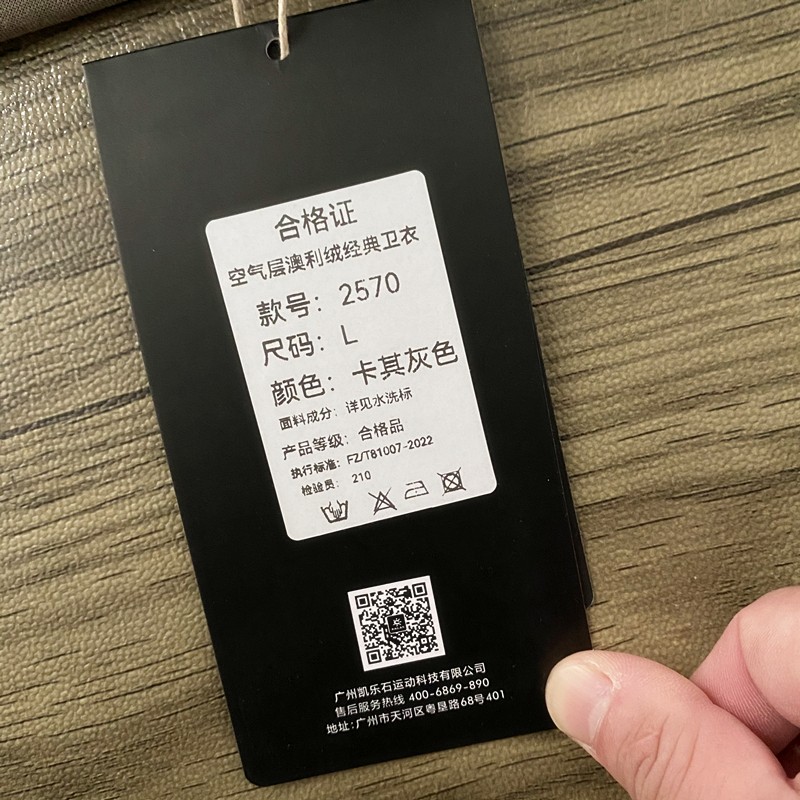 合格证
空气层澳利绒经典卫衣
款号：2570
尺码：L
颜色：卡其灰色
面料成分：详见水洗标
产品等级：合格品
执行标准：FZ/T81007-2022
检验员：210
广州凯乐石运动科技有限公司
售后服务热线 400-6869-890
地址：广州市天河区粤垦路68号401